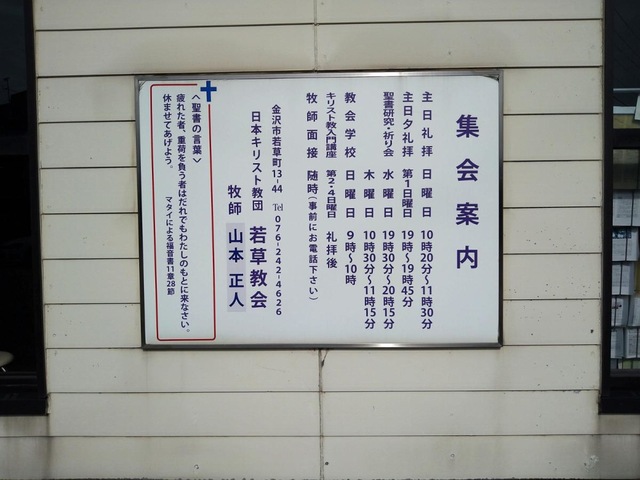 集会案内
主日礼拝 日曜日 10時20分〜11時30分
主日夕礼拝 第1日曜日 19時〜19時45分
聖書研究・祈り会 水曜日 19時30分〜20時15分
木曜日 10時30分〜11時15分
教会学校 日曜日 9時〜10時
キリスト教入門講座 第2・4日曜日 礼拝後
牧師面接 随時(事前にお電話下さい)
金沢市若草町13-44 Tel 076-242-4626
日本キリスト教団 若草教会
牧師 山本 正人
〈聖書の言葉〉
疲れた者、重荷を負う者はだれでもわたしのもとに来なさい。
休ませてあげよう。
マタイによる福音書11章28節